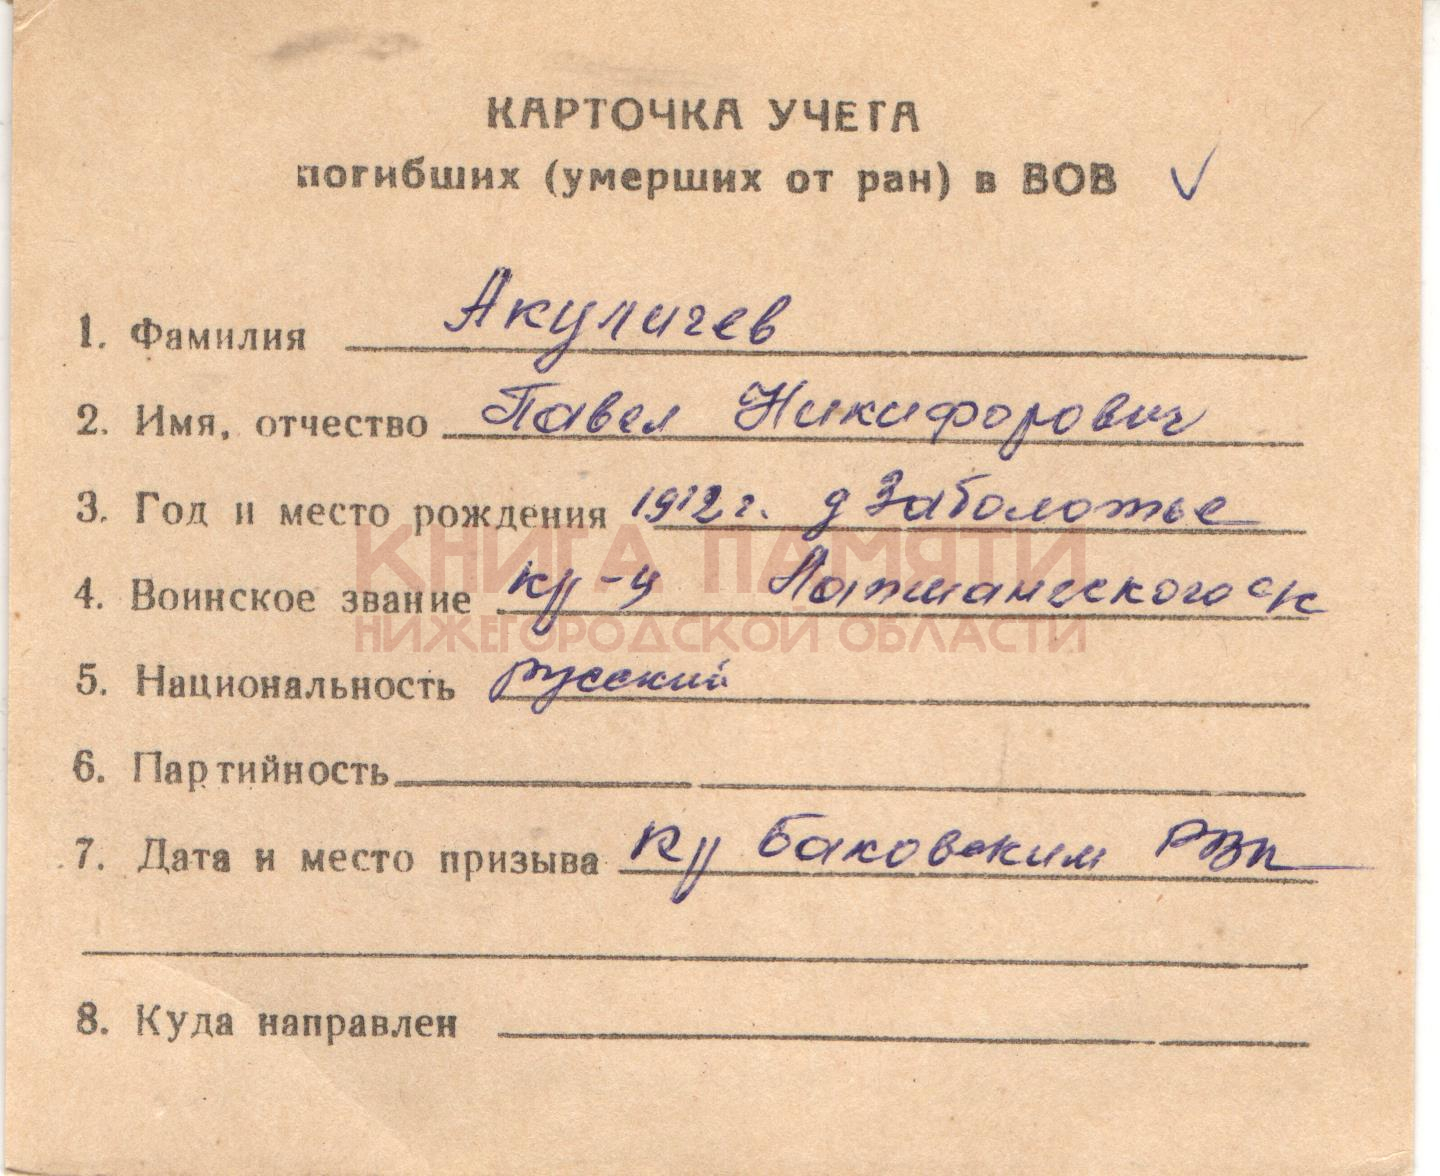 КАРТОЧКА УЧЕТА
погибших (умерших от ран) в ВОВ
1. Фамилия Акуличев
2. Имя, отчество Павел Никифорович
3. Год и место рождения 1912 г. д Заболотье
КНИГА ПАМЯТИ
4. Воинское звание кр-ц Лапшангского с/к
НИЖЕГОРОДСКОЙ ОБЛАСТИ
5. Национальность русский
6. Партийность
7. Дата и место призыва Кр Баковским РВК
8. Куда направлен